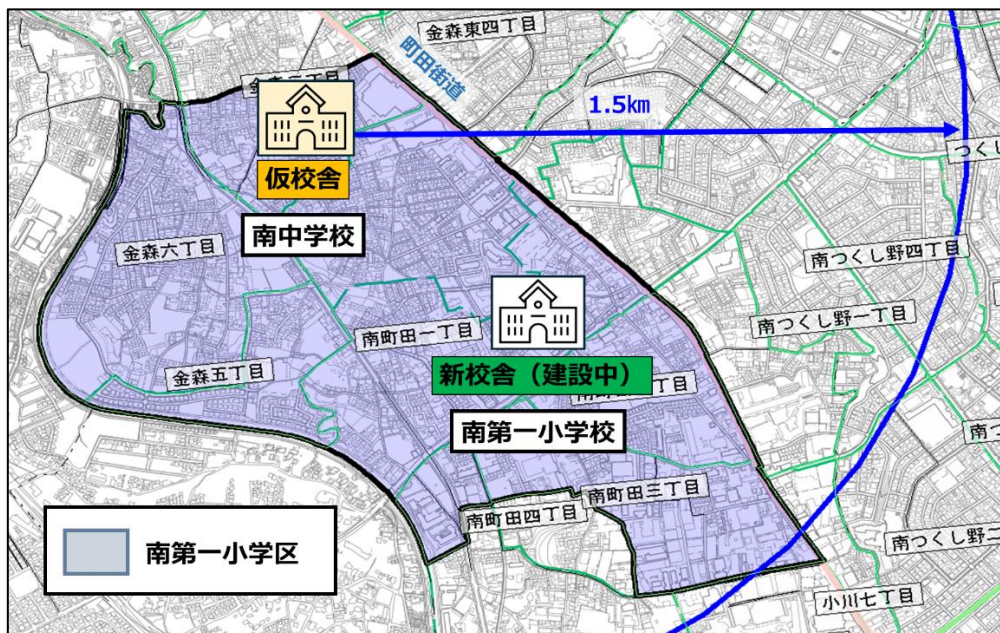 金森東四丁目
町田街道
1.5km
仮校舎
南中学校
金森六丁目
南つくし野四丁目
南町田一丁目
南つくし野一丁目
金森五丁目
新校舎（建設中）
南第一小学校
南町田三丁目
南町田四丁目
南第一小学区
小川七丁目